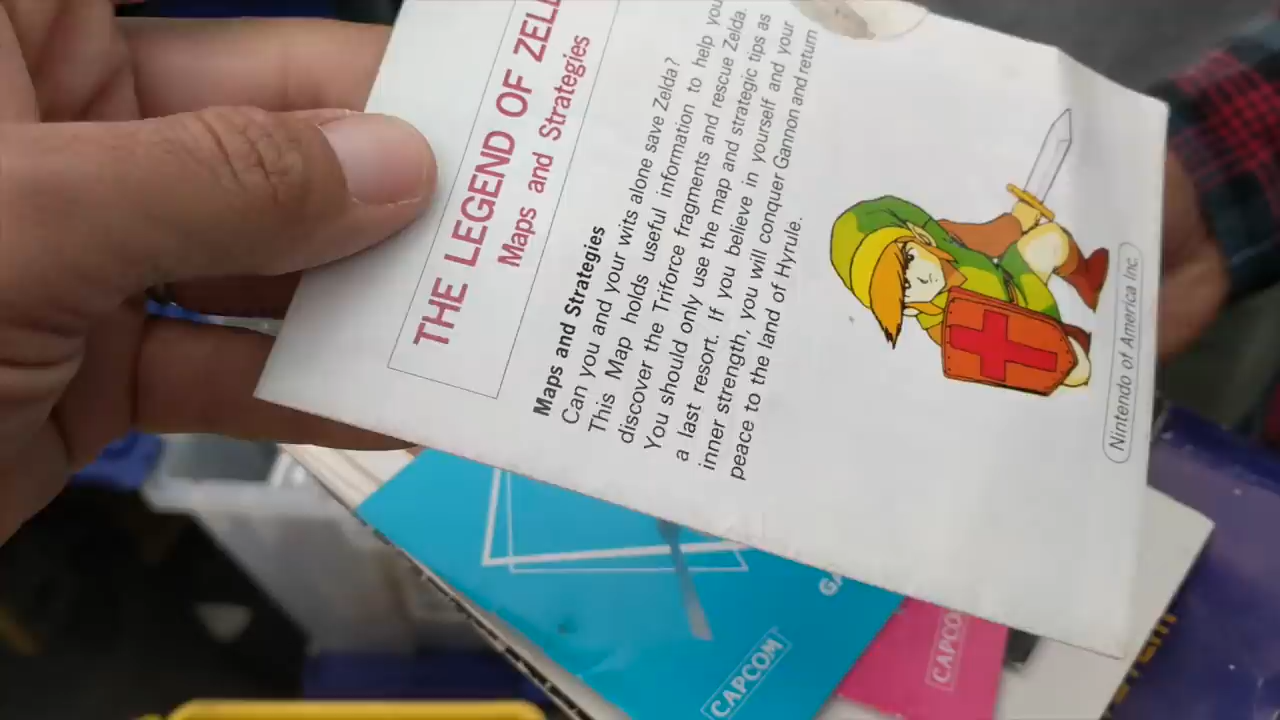 THE LEGEND OF ZEL
Maps and Strategies
Maps and Strategies
Can you and your wits alone save Zelda?
This Map holds useful information to help you
discover the Triforce fragments and rescue Zelda.
You should only use the map and strategic tips as
a last resort. If you believe in yourself and your
inner strength, you will conquer Gannon and return
peace to the land of Hyrule.
Nintendo of America Inc.
GA
CAPCOM
CAPCO